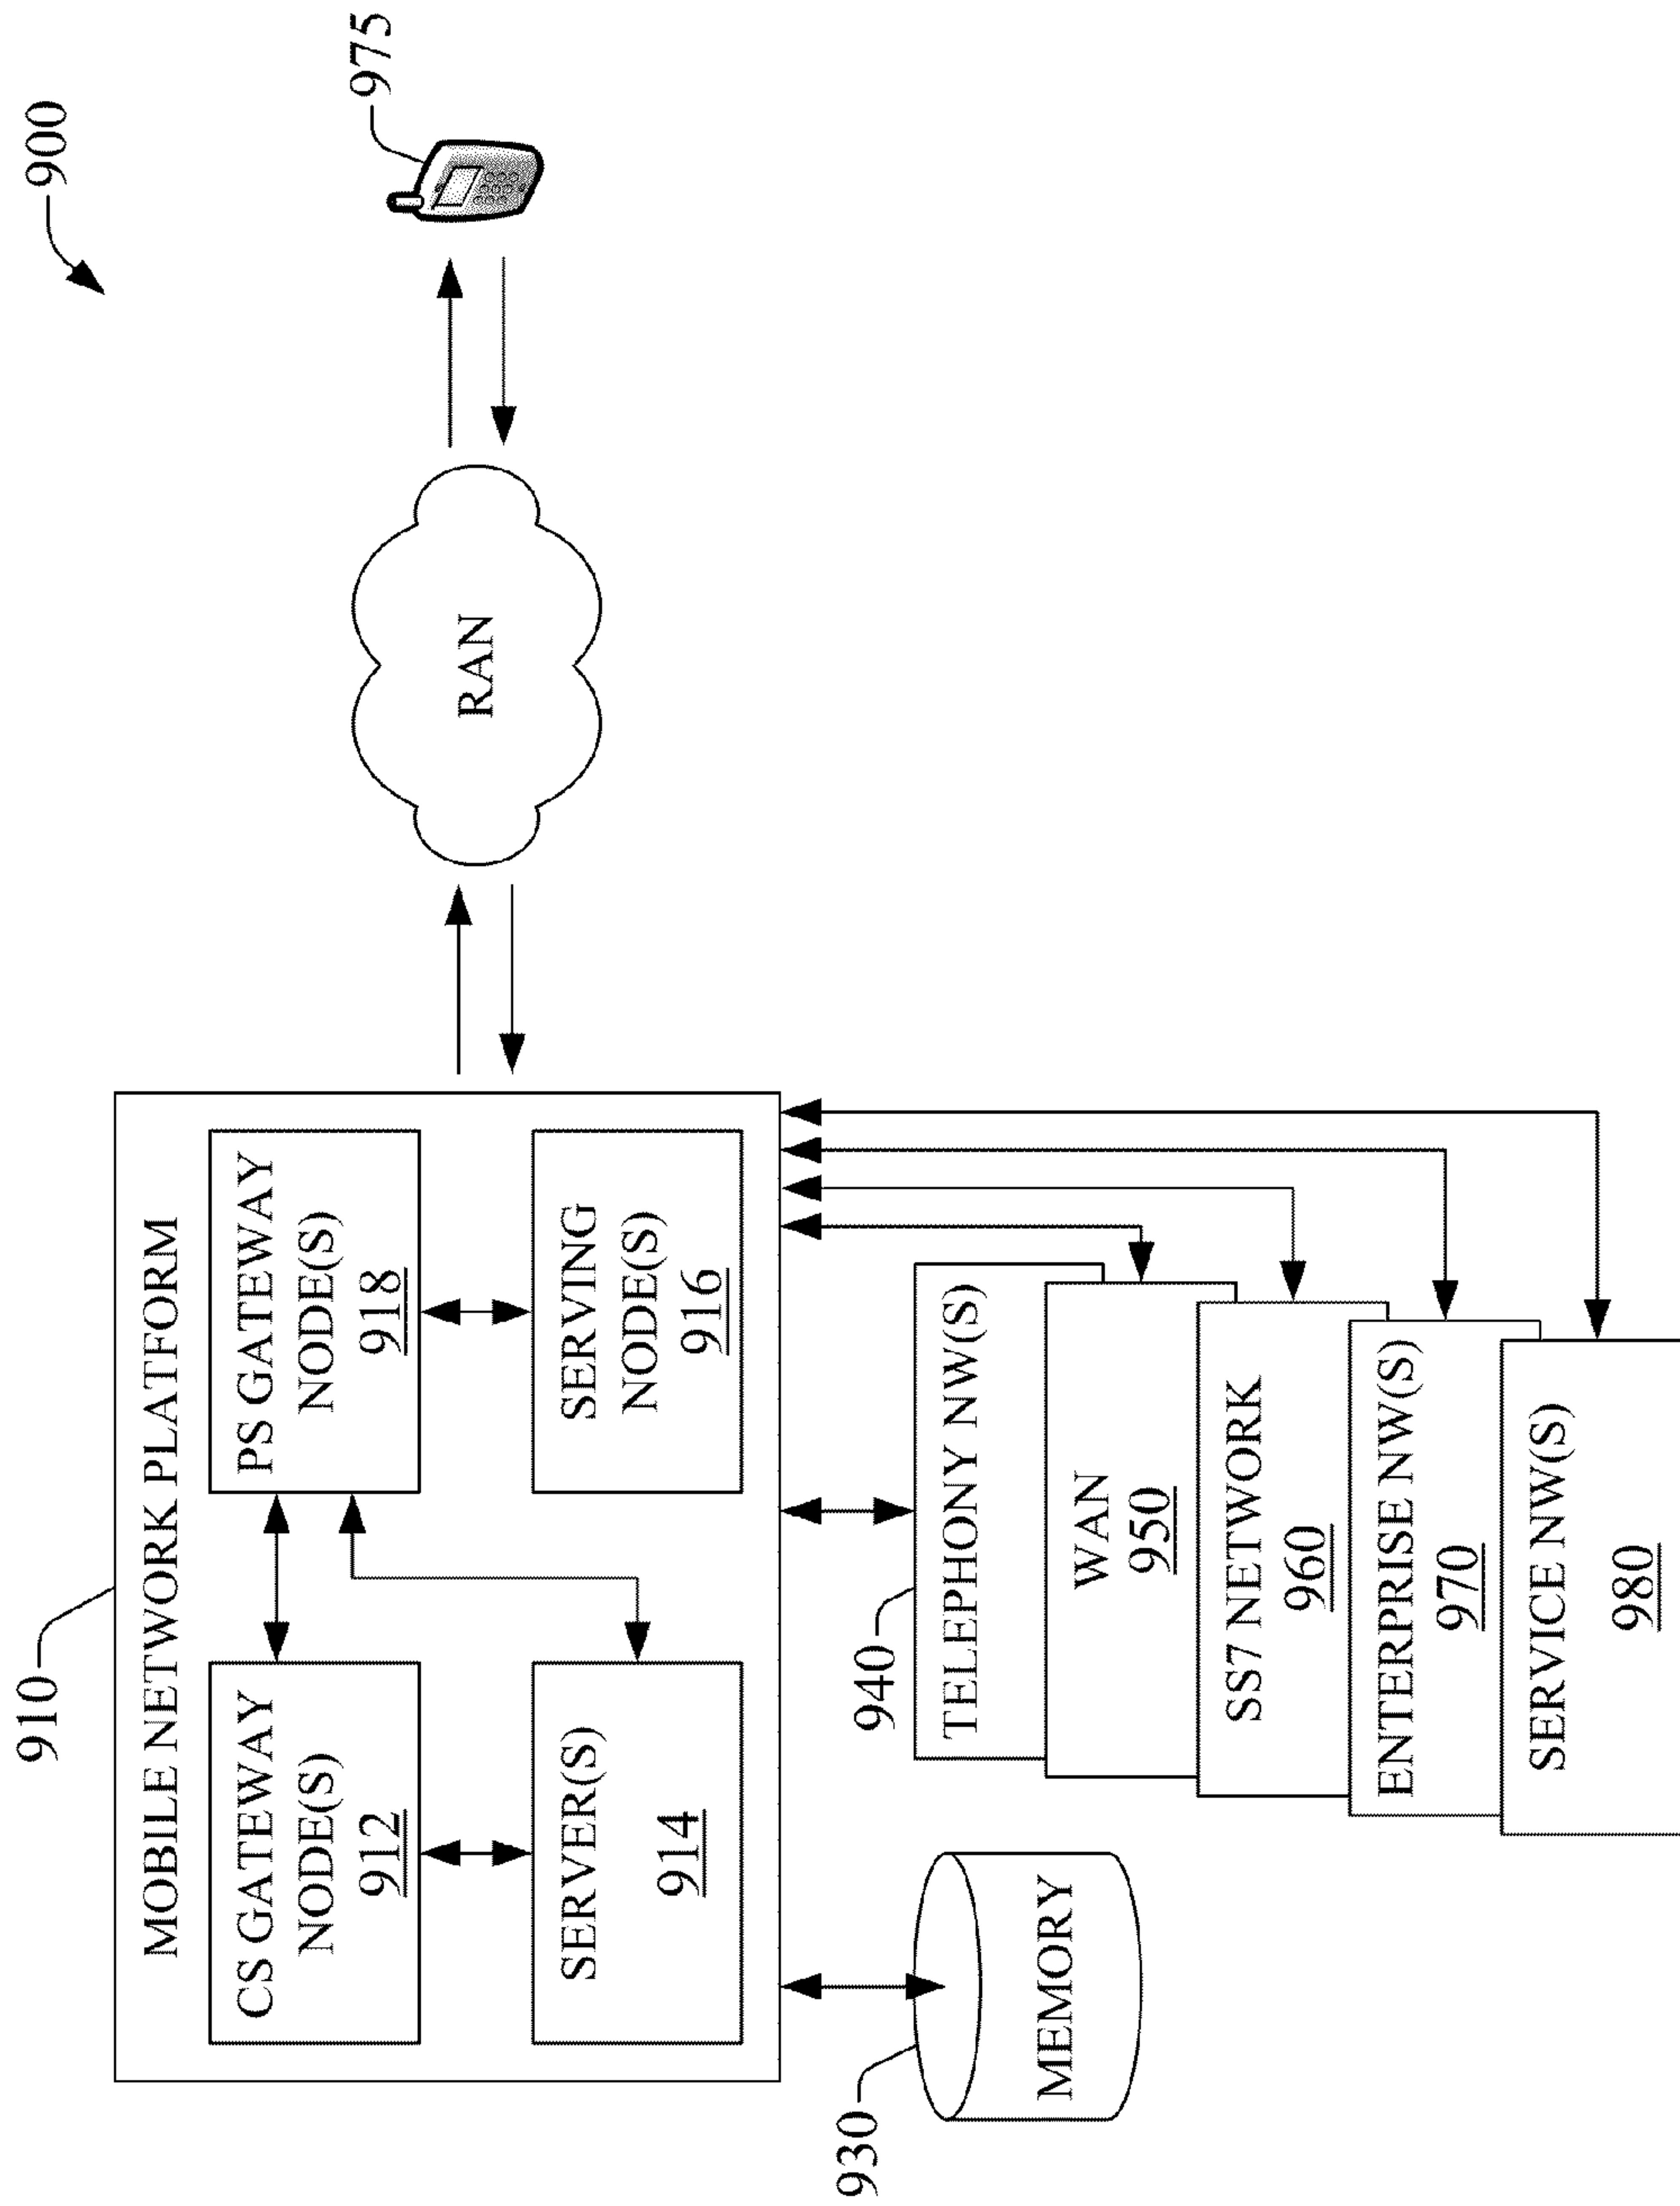 900
910
MOBILE NETWORK PLATFORM
CS GATEWAY
NODE(S)
912
PS GATEWAY
NODE(S)
918
SERVER(S)
914
SERVING
NODE(S)
916
RAN
975
930
MEMORY
940
TELEPHONY NW(S)
WAN
950
SS7 NETWORK
960
ENTERPRISE NW(S)
970
SERVICE NW(S)
980